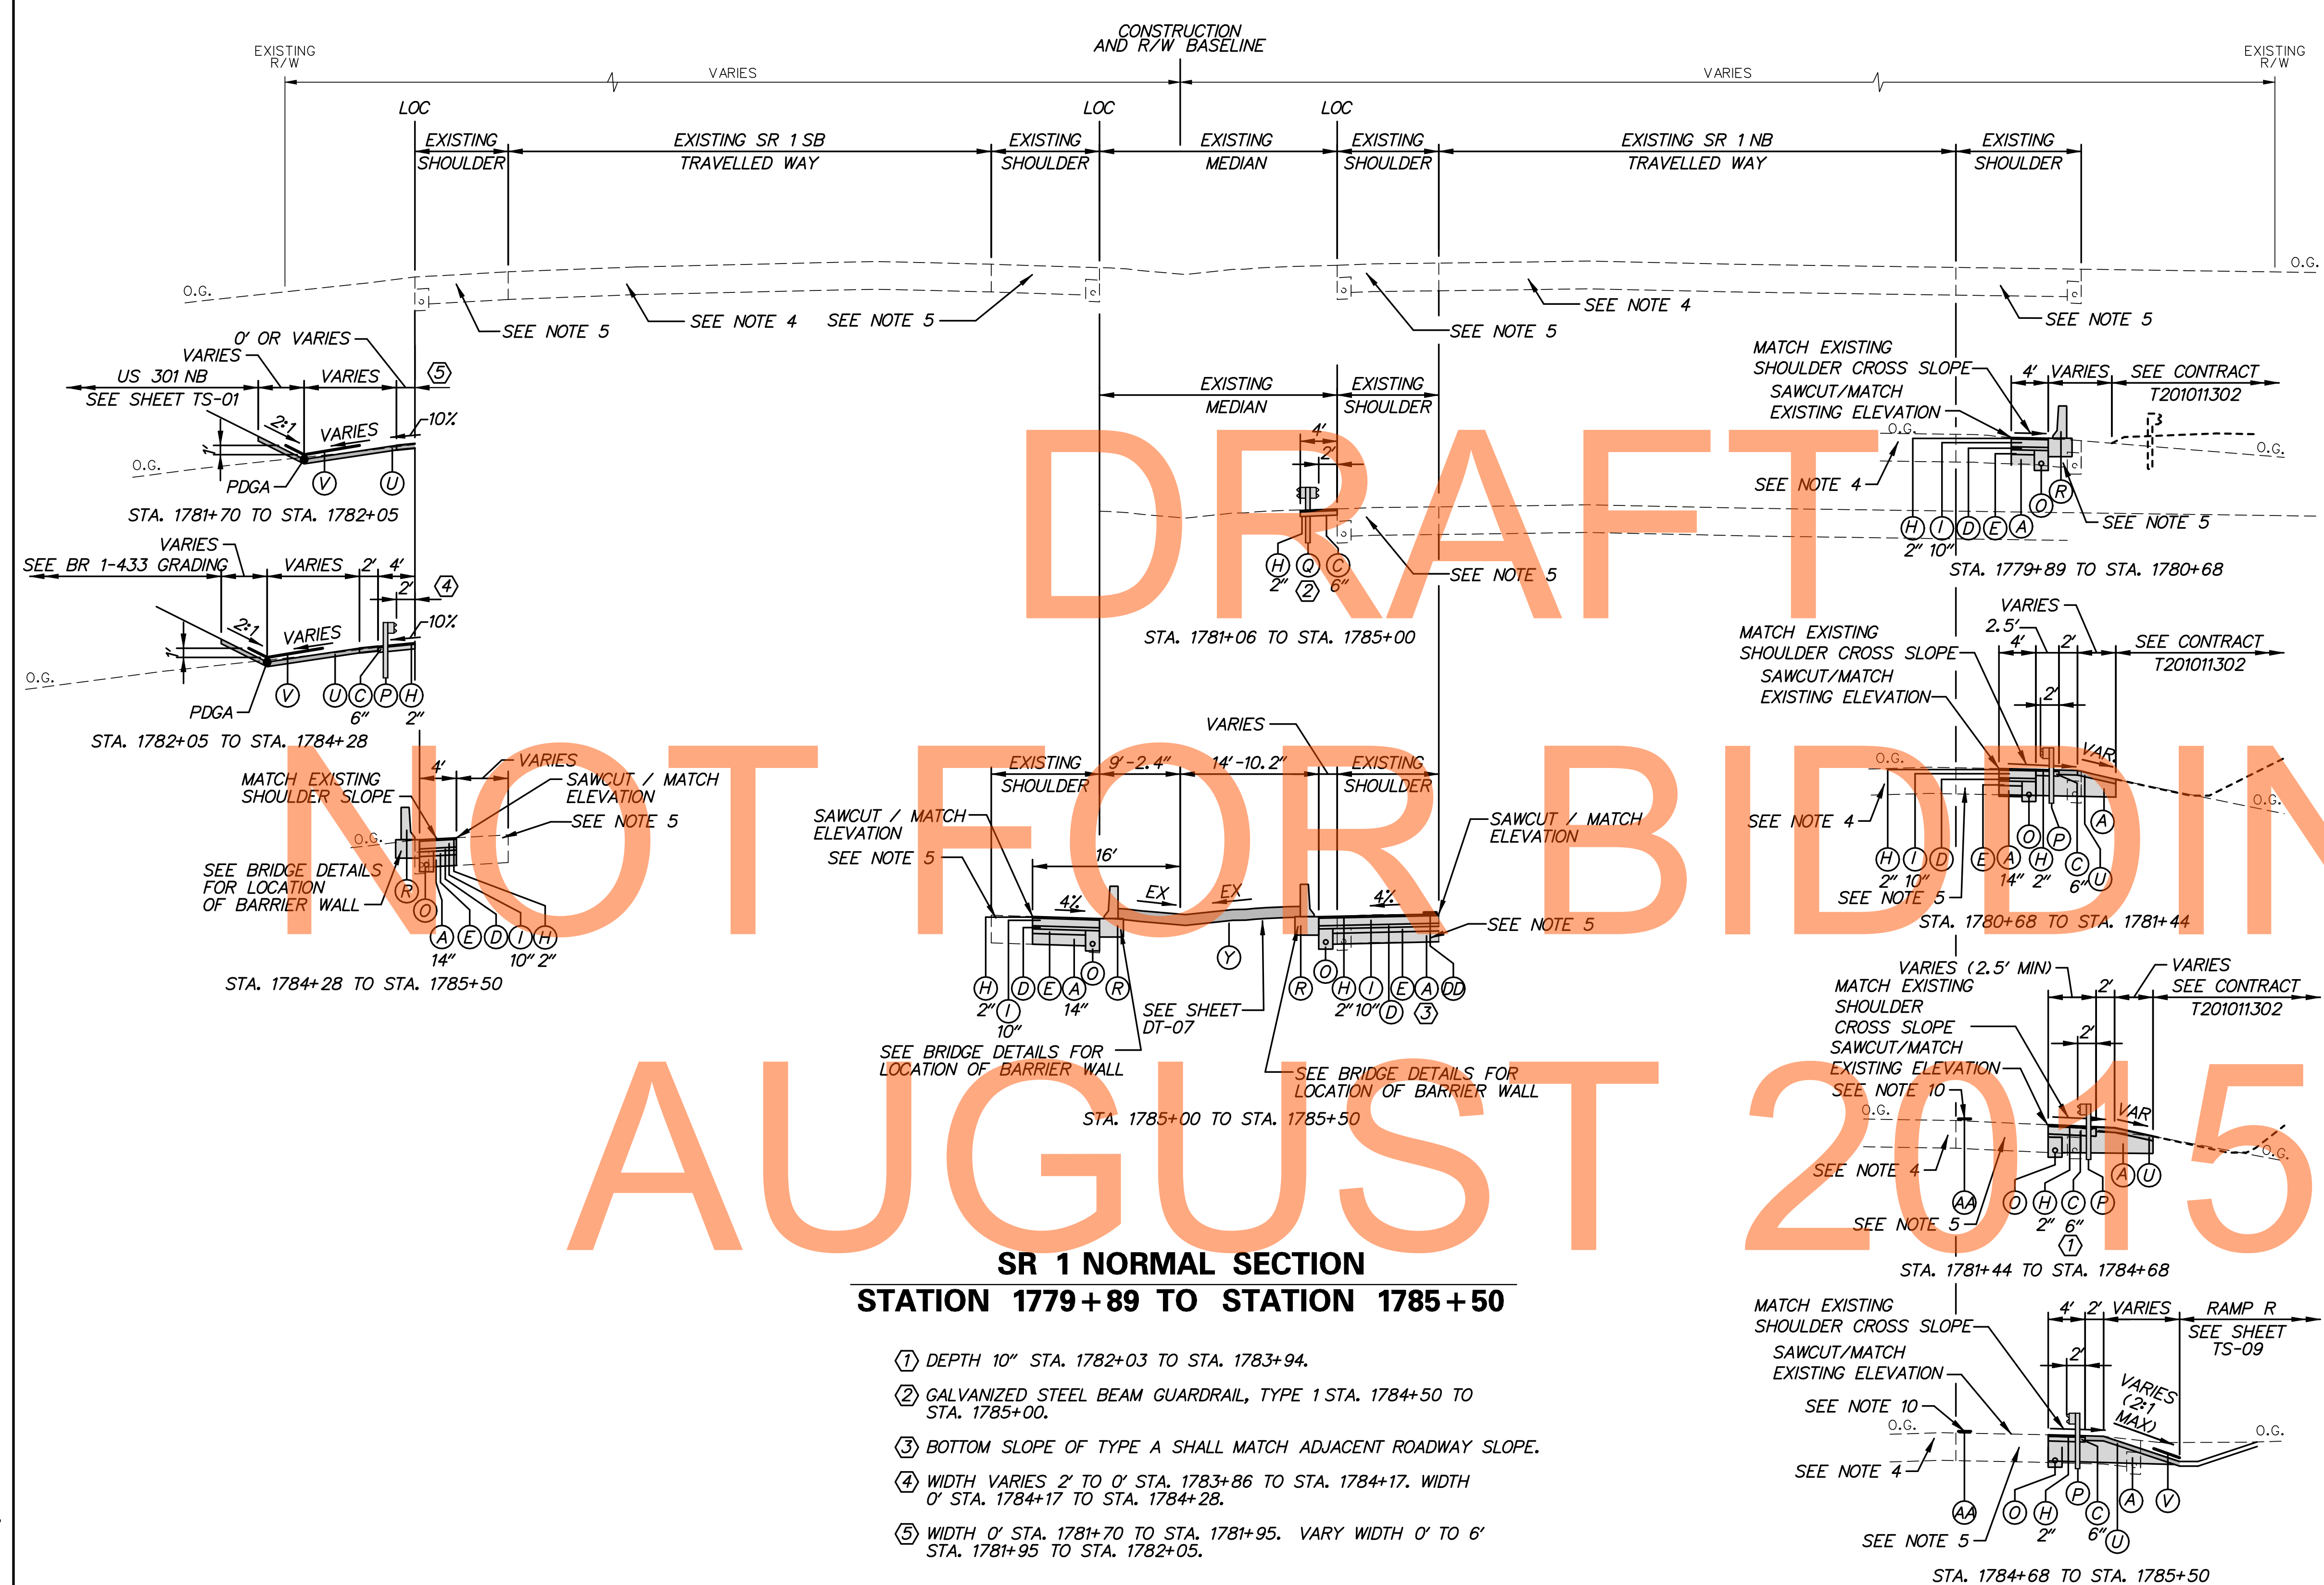 CONSTRUCTION
AND R/W BASELINE
EXISTING
R/W
VARIES
VARIES
EXISTING
R/W
LOC
LOC
LOC
EXISTING
SHOULDER
EXISTING SR 1 SB
TRAVELLED WAY
EXISTING
SHOULDER
EXISTING
MEDIAN
EXISTING
SHOULDER
EXISTING SR 1 NB
TRAVELLED WAY
EXISTING
SHOULDER
O.G.
O.G.
SEE NOTE 5
SEE NOTE 4
SEE NOTE 5
SEE NOTE 5
SEE NOTE 4
SEE NOTE 5
0' OR VARIES
VARIES
US 301 NB
SEE SHEET TS-01
VARIES
5
10%
2:1
VARIES
1'
O.G.
PDGA
V
U
STA. 1781+70 TO STA. 1782+05
VARIES
SEE BR 1-433 GRADING
VARIES
2'
4'
2'
4
10%
2:1
VARIES
1'
O.G.
PDGA
V
U
C
P
H
6"
2"
STA. 1782+05 TO STA. 1784+28
4'
VARIES
MATCH EXISTING
SHOULDER SLOPE
SAWCUT / MATCH
ELEVATION
SEE NOTE 5
O.G.
SEE BRIDGE DETAILS
FOR LOCATION
OF BARRIER WALL
R
O
A
E
D
I
H
14"
10"
2"
STA. 1784+28 TO STA. 1785+50
EXISTING
MEDIAN
EXISTING
SHOULDER
4'
2'
H
Q
C
2"
2
6"
SEE NOTE 5
STA. 1781+06 TO STA. 1785+00
VARIES
EXISTING
SHOULDER
9'-2.4"
14'-10.2"
EXISTING
SHOULDER
SAWCUT / MATCH
ELEVATION
SEE NOTE 5
16'
SAWCUT / MATCH
ELEVATION
4%
EX
EX
4%
SEE NOTE 5
Y
H
D
E
A
O
R
2"
I
10"
14"
SEE SHEET
DT-07
R
O
H
I
E
A
DD
2"
10"
D
3
SEE BRIDGE DETAILS FOR
LOCATION OF BARRIER WALL
SEE BRIDGE DETAILS FOR
LOCATION OF BARRIER WALL
STA. 1785+00 TO STA. 1785+50
MATCH EXISTING
SHOULDER CROSS SLOPE
SAWCUT/MATCH
EXISTING ELEVATION
4'
VARIES
SEE CONTRACT
T201011302
O.G.
O.G.
SEE NOTE 4
R
O
H
I
D
E
A
2"
10"
SEE NOTE 5
STA. 1779+89 TO STA. 1780+68
VARIES
2.5'
MATCH EXISTING
SHOULDER CROSS SLOPE
SAWCUT/MATCH
EXISTING ELEVATION
4'
2'
SEE CONTRACT
T201011302
2'
VAR.
O.G.
O.G.
SEE NOTE 4
A
O
P
H
I
D
E
A
H
C
U
2"
10"
14"
2"
6"
SEE NOTE 5
STA. 1780+68 TO STA. 1781+44
VARIES (2.5' MIN)
VARIES
MATCH EXISTING
SHOULDER
CROSS SLOPE
2'
SEE CONTRACT
T201011302
2'
SAWCUT/MATCH
EXISTING ELEVATION
SEE NOTE 10
O.G.
VAR
O.G.
SEE NOTE 4
A
U
AA
O
H
C
P
SEE NOTE 5
2"
6"
1
STA. 1781+44 TO STA. 1784+68
MATCH EXISTING
SHOULDER CROSS SLOPE
4'
2'
VARIES
RAMP R
SEE SHEET
TS-09
SAWCUT/MATCH
EXISTING ELEVATION
2'
SEE NOTE 10
VARIES
(2:1
MAX)
O.G.
O.G.
SEE NOTE 4
P
A
V
AA
O
H
C
2"
6"
U
SEE NOTE 5
STA. 1784+68 TO STA. 1785+50
SR 1 NORMAL SECTION
STATION 1779+89 TO STATION 1785+50
1 DEPTH 10" STA. 1782+03 TO STA. 1783+94.
2 GALVANIZED STEEL BEAM GUARDRAIL, TYPE 1 STA. 1784+50 TO
STA. 1785+00.
3 BOTTOM SLOPE OF TYPE A SHALL MATCH ADJACENT ROADWAY SLOPE.
4 WIDTH VARIES 2' TO 0' STA. 1783+86 TO STA. 1784+17. WIDTH
0' STA. 1784+17 TO STA. 1784+28.
5 WIDTH 0' STA. 1781+70 TO STA. 1781+95. VARY WIDTH 0' TO 6'
STA. 1781+95 TO STA. 1782+05.
DRAFT
NOT FOR BIDDIN
AUGUST 2015